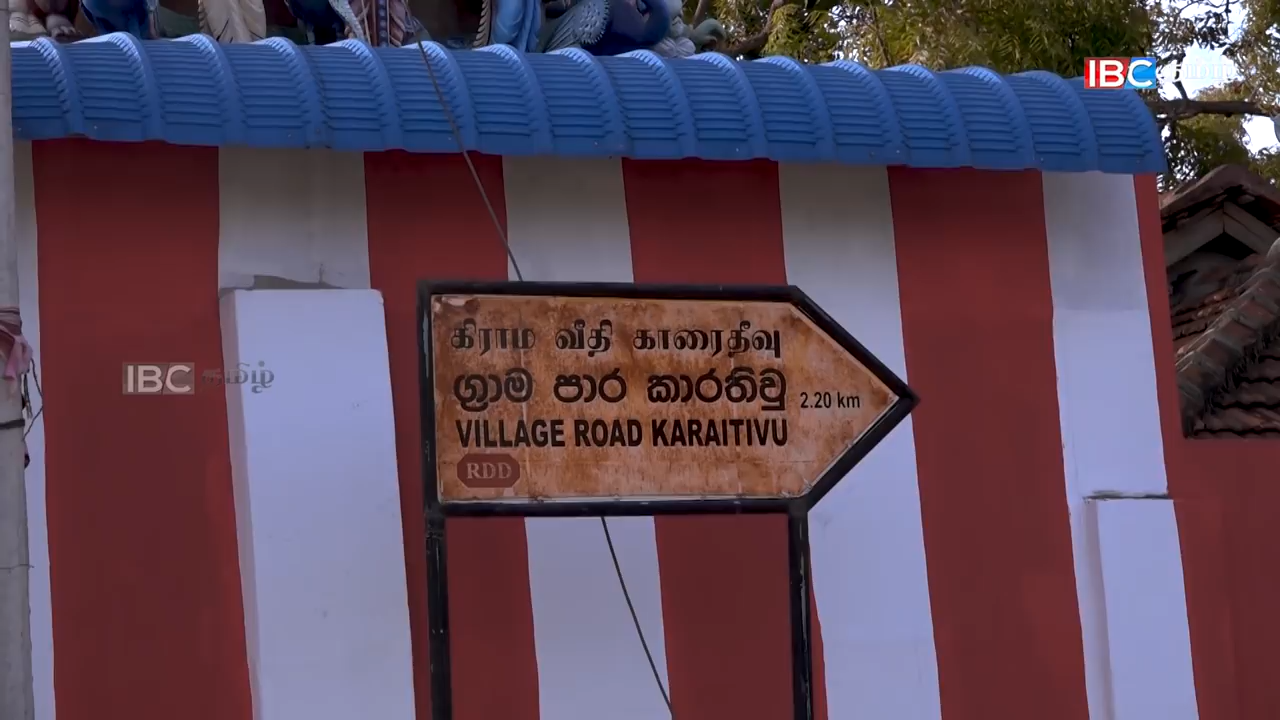 IBC தமிழ்
IBC தமிழ்
கிராம வீதி காரைதீவு
ග්‍රාම පාර කාරතිවු
2.20 km
VILLAGE ROAD KARAITIVU
RDD